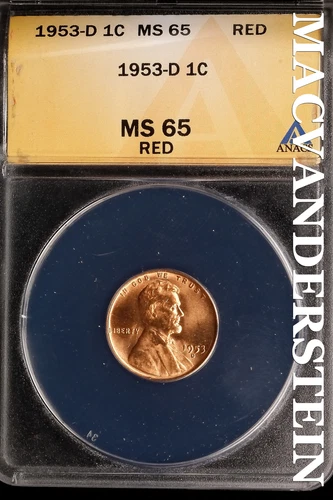 1953-D 1C MS 65 RED
1953-D 1C
MS 65
RED
ANACS
IN GOD WE TRUST
LIBERTY
1953
D
MACVANDERSTEIN